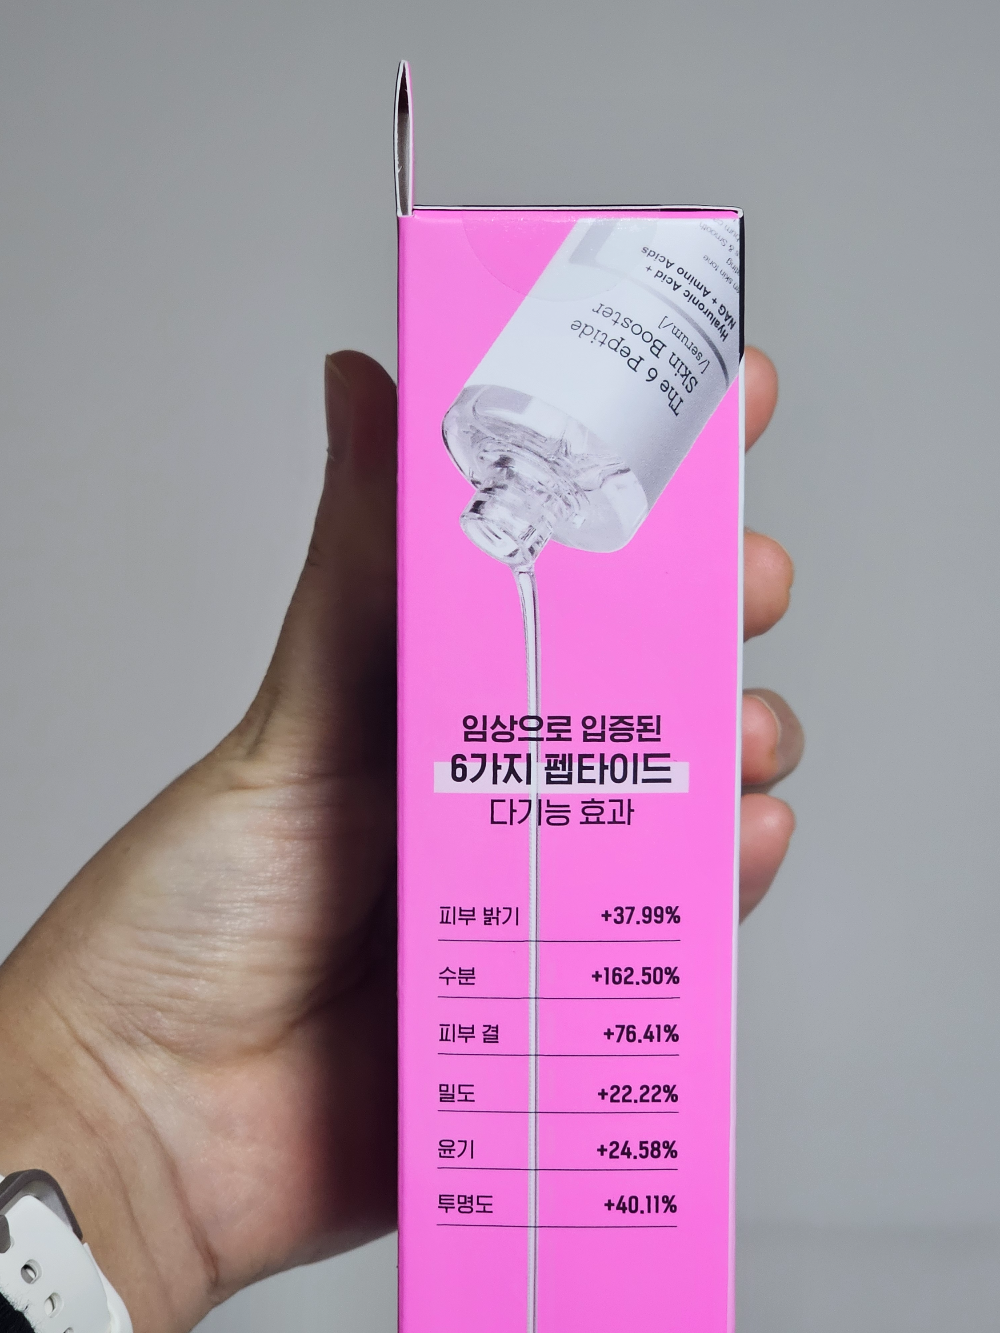 The 6 Peptide
Skin Booster
[/serum/]
Hyaluronic Acid +
NAG + Amino Acids
skin tone
& Smooth
임상으로 입증된
6가지 펩타이드
다기능 효과
피부 밝기 +37.99%
수분 +162.50%
피부 결 +76.41%
밀도 +22.22%
윤기 +24.58%
투명도 +40.11%